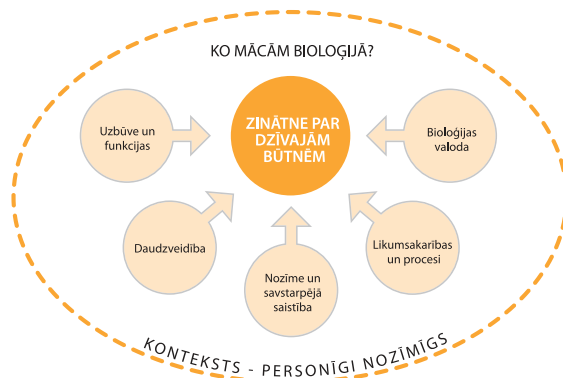 KO MĀCĀM BIOLOĢIJĀ?
ZINĀTNE PAR
DZĪVAJĀM
BŪTNĒM
Uzbūve un
funkcijas
Bioloģijas
valoda
Daudzveidība
Likumsakarības
un procesi
Nozīme un
savstarpējā
saistība
KONTEKSTS - PERSONĪGI NOZĪMĪGS